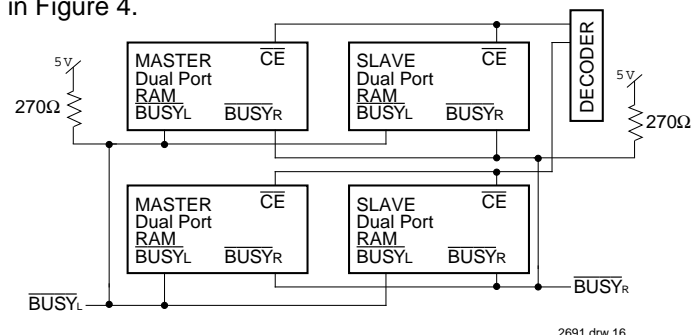 in Figure 4.
5V
270Ω
MASTER
Dual Port
RAM
BUSYL
CE
BUSYR
SLAVE
Dual Port
RAM
BUSYL
CE
BUSYR
DECODER
5V
270Ω
MASTER
Dual Port
RAM
BUSYL
CE
BUSYR
SLAVE
Dual Port
RAM
BUSYL
CE
BUSYR
BUSYL
BUSYR
2691 drw 16